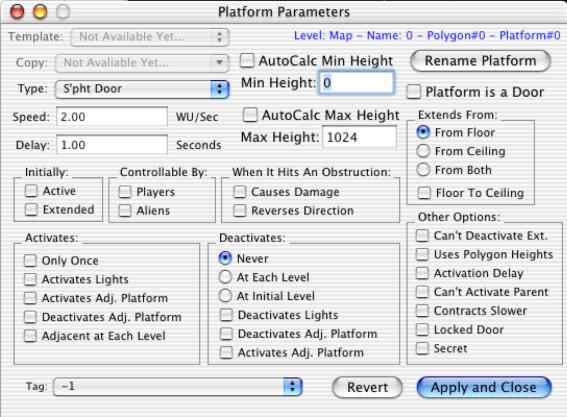 Platform Parameters
Template: Not Available Yet...
Level: Map - Name: 0 - Polygon#0 - Platform#0
Copy: Not Avaliable Yet...
AutoCalc Min Height
Rename Platform
Type: S'pht Door
Min Height: 0
Platform is a Door
Speed: 2.00 WU/Sec
AutoCalc Max Height
Delay: 1.00 Seconds
Max Height: 1024
Extends From:
From Floor
From Ceiling
From Both
Floor To Ceiling
Initially:
Active
Extended
Controllable By:
Players
Aliens
When It Hits An Obstruction:
Causes Damage
Reverses Direction
Activates:
Only Once
Activates Lights
Activates Adj. Platform
Deactivates Adj. Platform
Adjacent at Each Level
Deactivates:
Never
At Each Level
At Initial Level
Deactivates Lights
Deactivates Adj. Platform
Activates Adj. Platform
Other Options:
Can't Deactivate Ext.
Uses Polygon Heights
Activation Delay
Can't Activate Parent
Contracts Slower
Locked Door
Secret
Tag: -1
Revert
Apply and Close